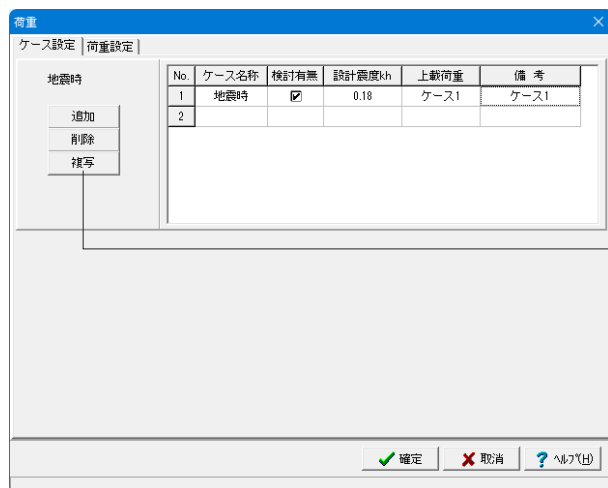 荷重
ケース設定 荷重設定
地震時
追加
削除
複写
No. ケース名称 検討有無 設計震度kh 上載荷重 備 考
1 地震時 0.18 ケース1 ケース1
2
確定 取消 ? ﾍﾙﾌﾟ(H)